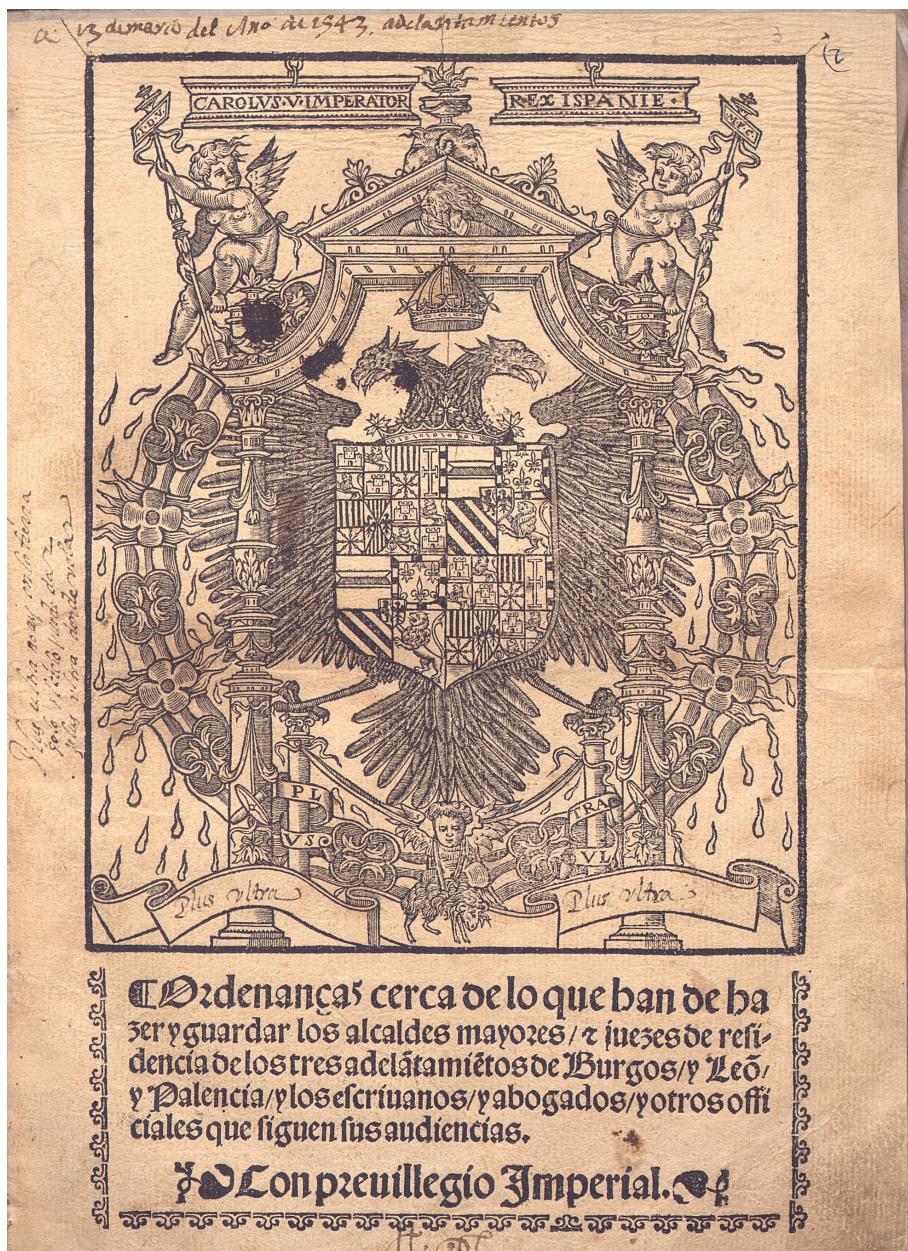 a 13 de março del Año de 1543, adelantamientos
3
CAROLVS·V·IMPERATOR
REX ISPANIE·
PL
VS
TRA
VL
Plus Vltra
Plus Vltra
¶Ordenanças cerca de lo que han de ha
zer y guardar los alcaldes mayores/ ⁊ juezes de resi-
dencia de los tres adelãtamiẽtos de Burgos/ y Leõ/
y Palencia/ y los escriuanos/ y abogados/ y otros offi
ciales que siguen sus audiencias.
Con preuillegio Imperial.